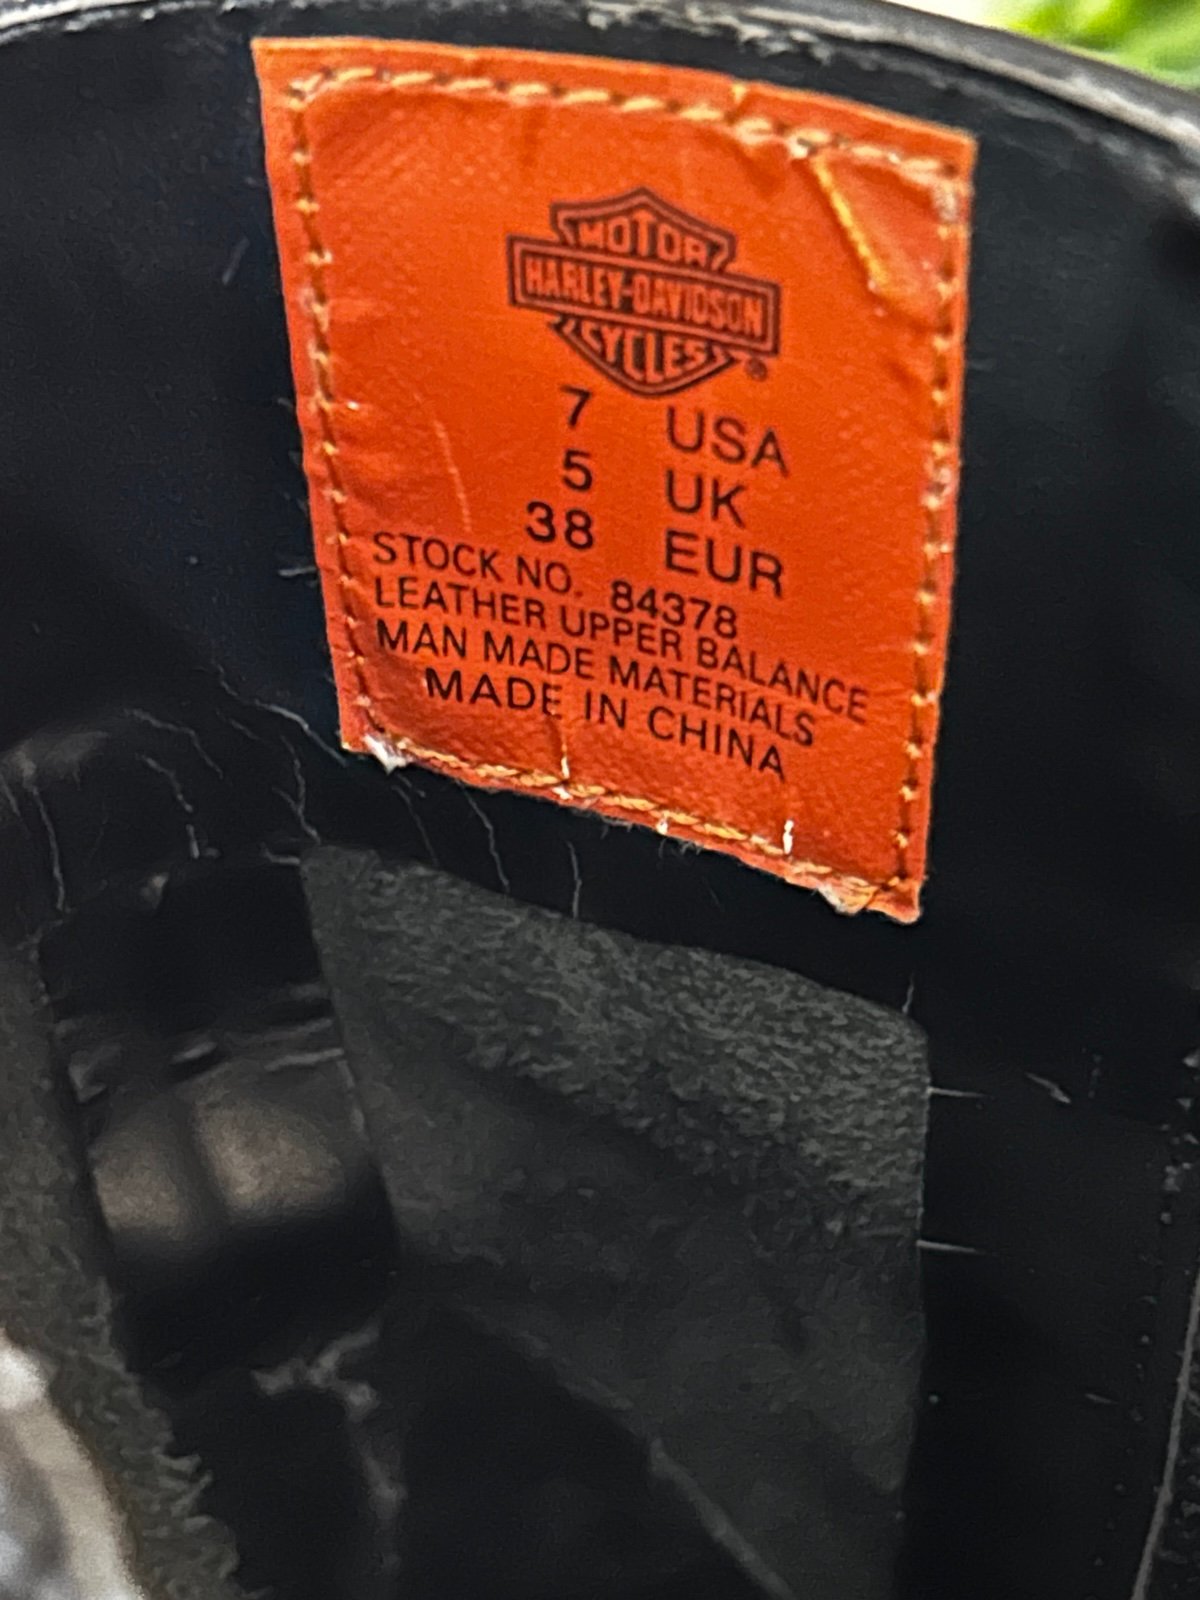 MOTOR
HARLEY-DAVIDSON
CYCLES®
7 USA
5 UK
38 EUR
STOCK NO. 84378
LEATHER UPPER BALANCE
MAN MADE MATERIALS
MADE IN CHINA